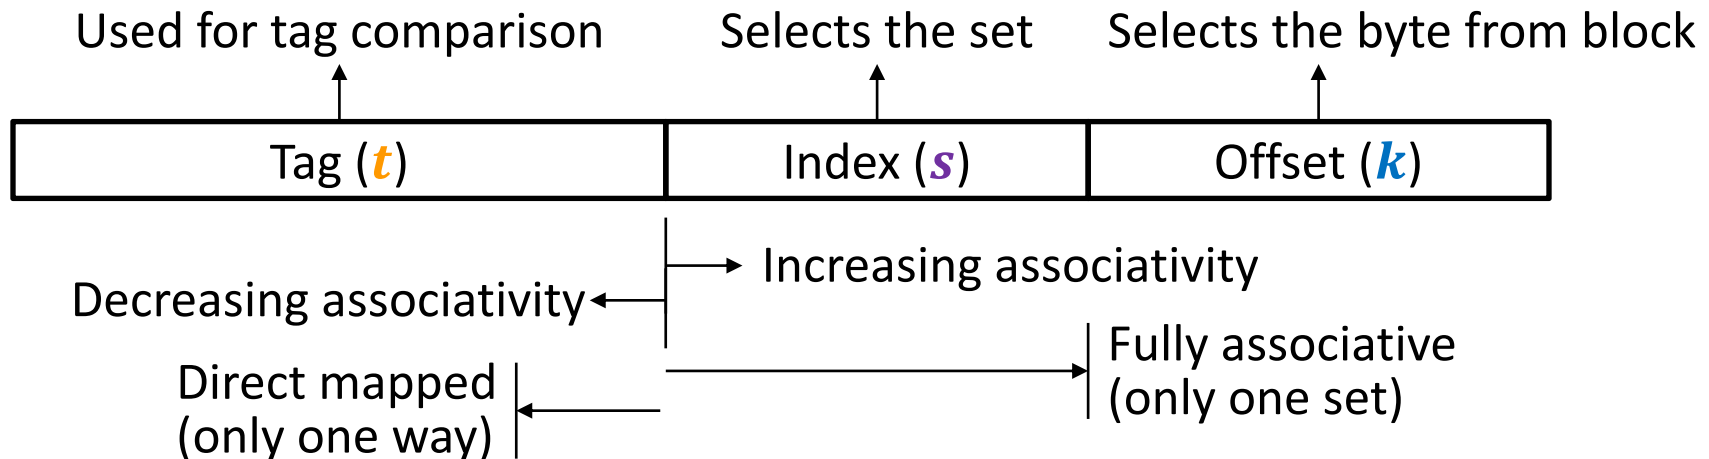 Used for tag comparison
Selects the set
Selects the byte from block
Tag (t)
Index (s)
Offset (k)
Increasing associativity
Decreasing associativity
Fully associative
(only one set)
Direct mapped
(only one way)